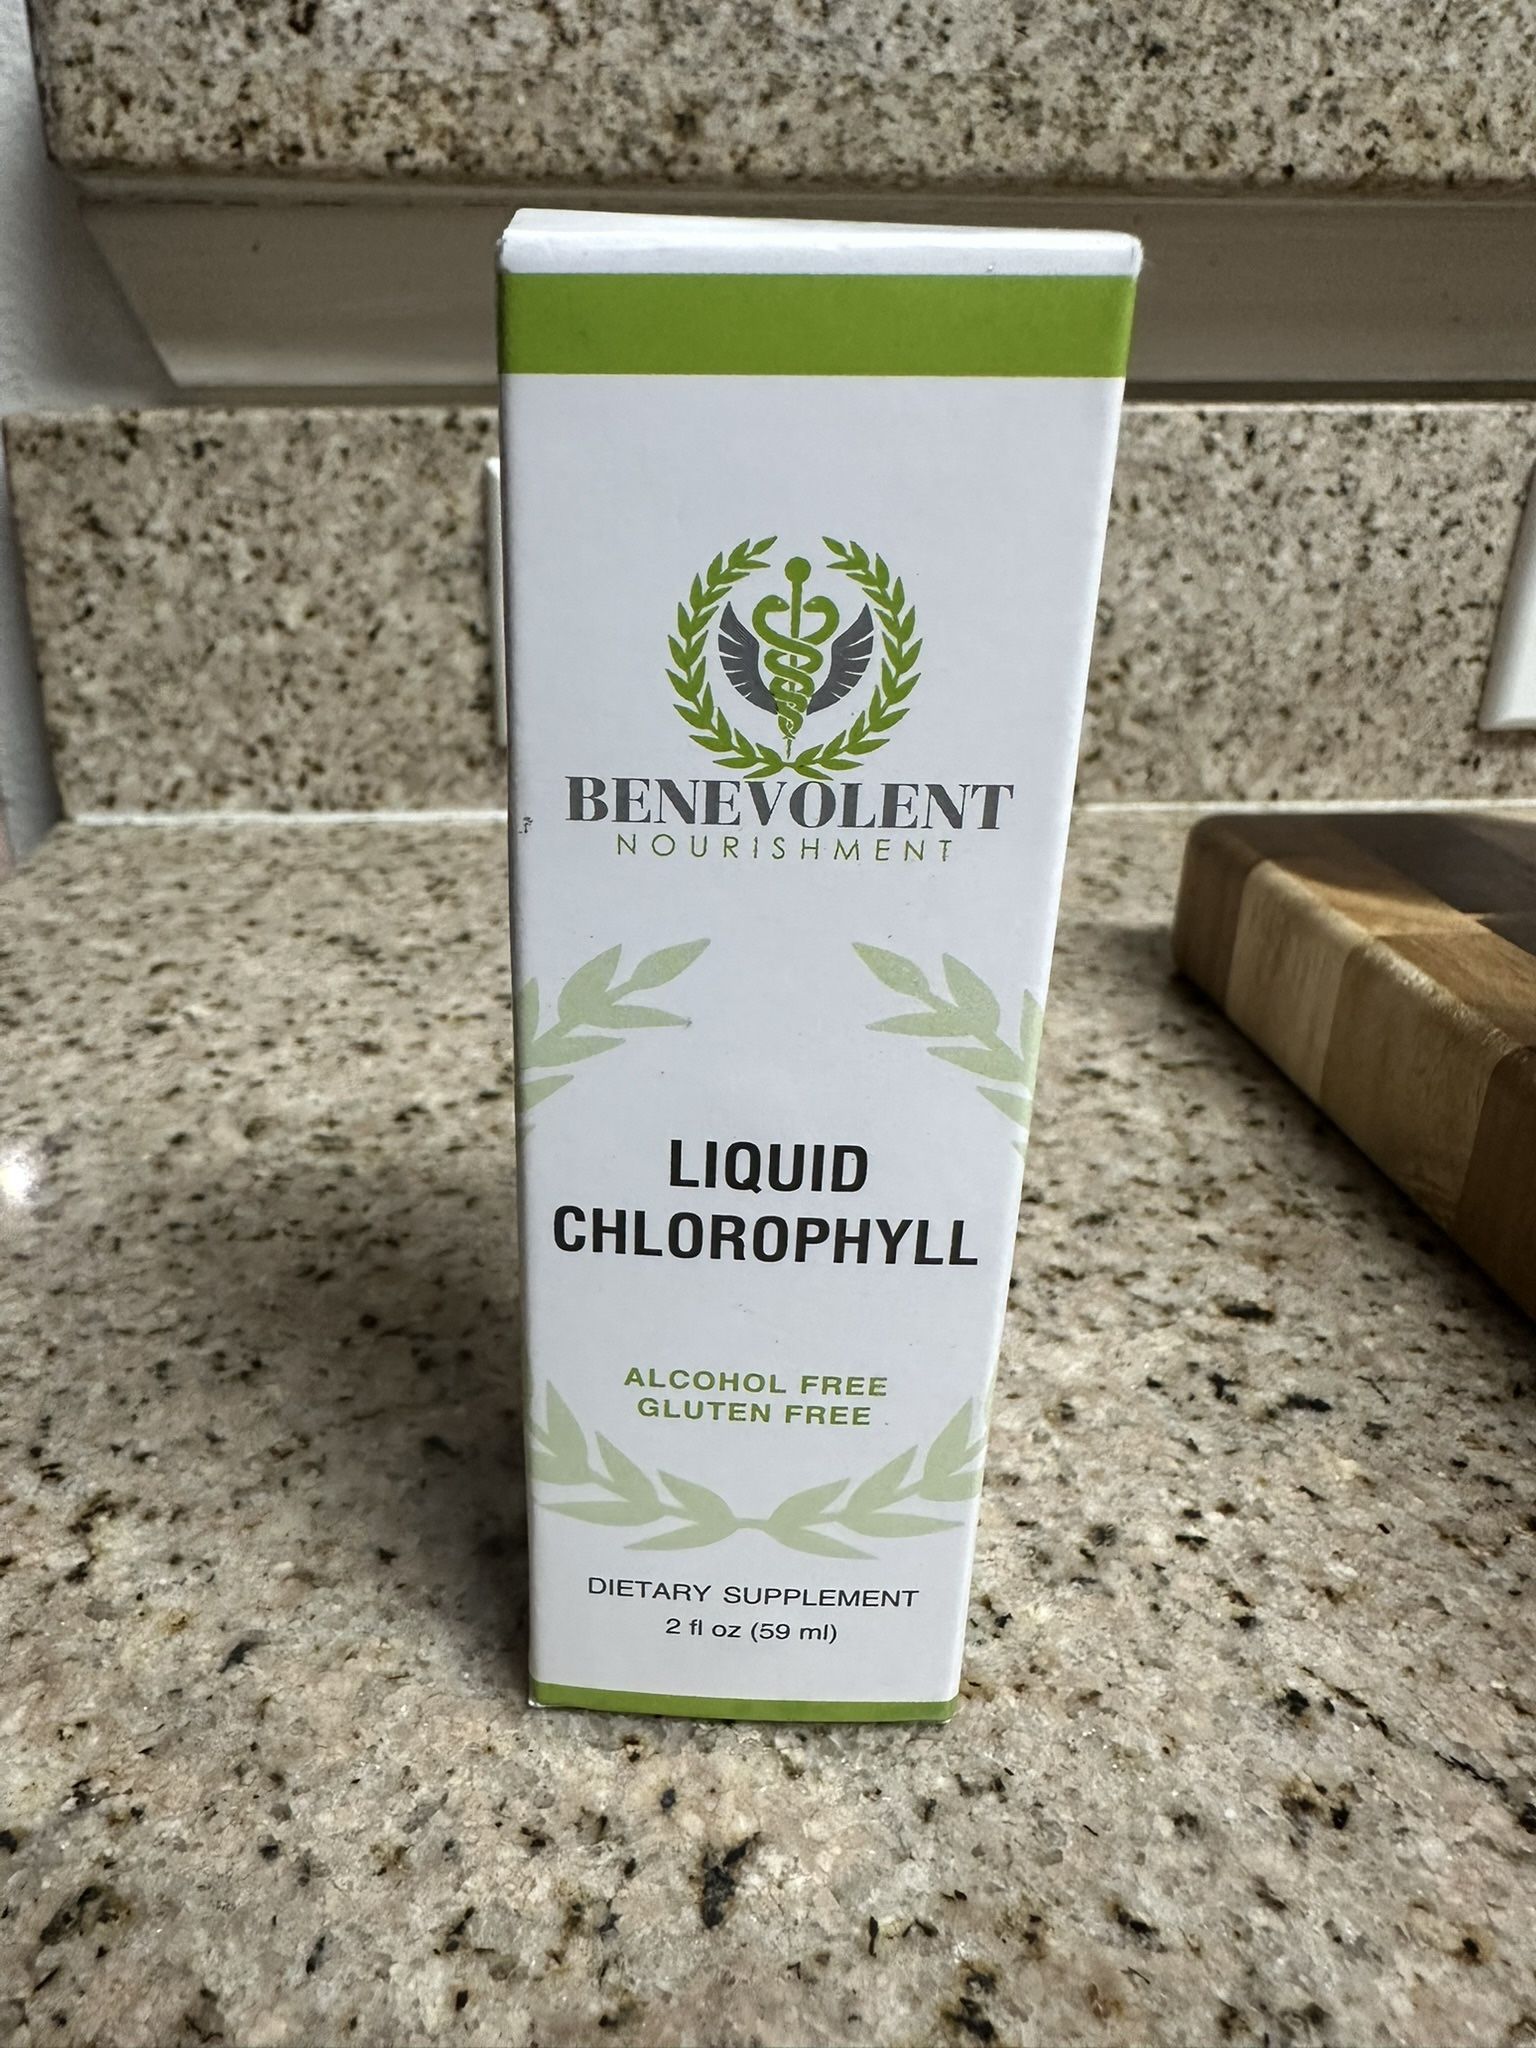 BENEVOLENT
NOURISHMENT
LIQUID
CHLOROPHYLL
ALCOHOL FREE
GLUTEN FREE
DIETARY SUPPLEMENT
2 fl oz (59 ml)